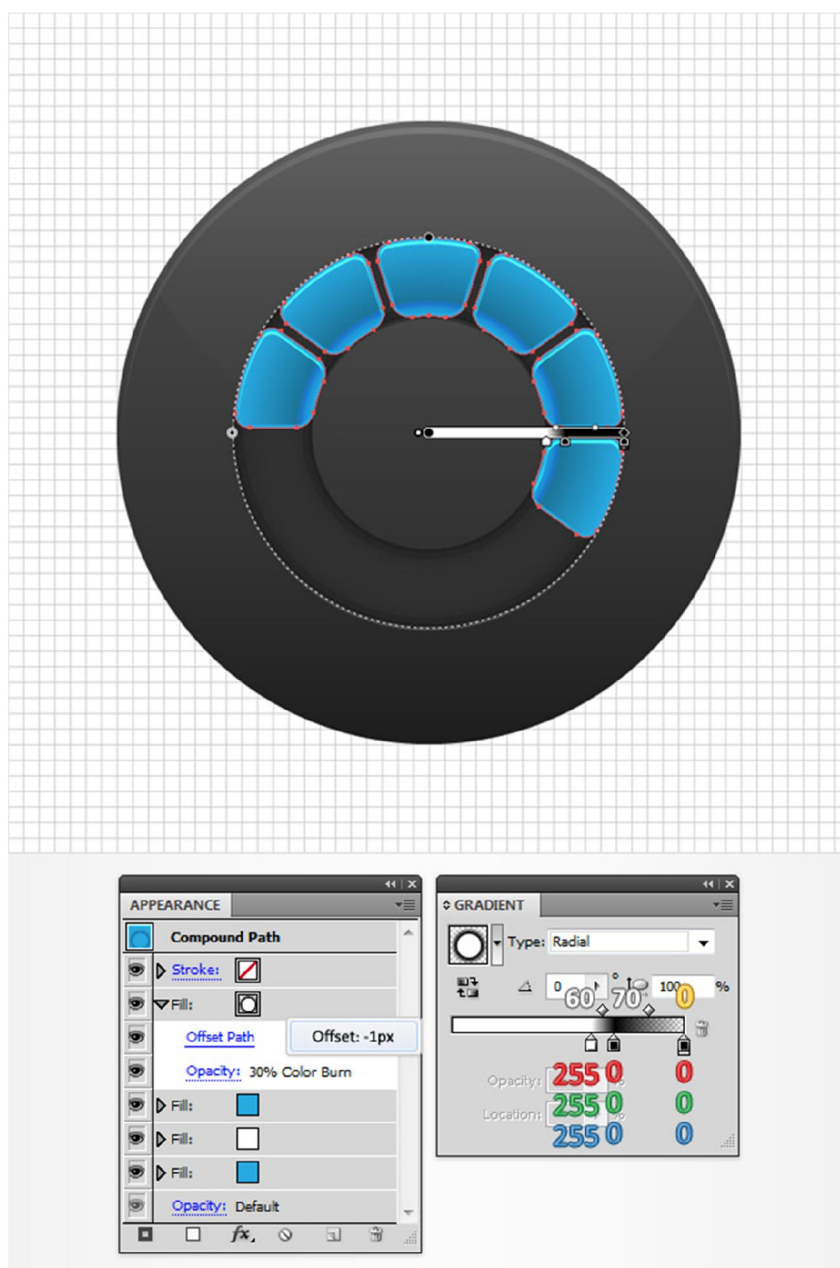 APPEARANCE
Compound Path
Stroke:
Fill:
Offset Path
Offset: -1px
Opacity: 30% Color Burn
Fill:
Fill:
Fill:
Opacity: Default
fx.
GRADIENT
Type: Radial
0 ° 100 %
60 70 0
Opacity: 255 0 0
Location: 255 0 0
255 0 0